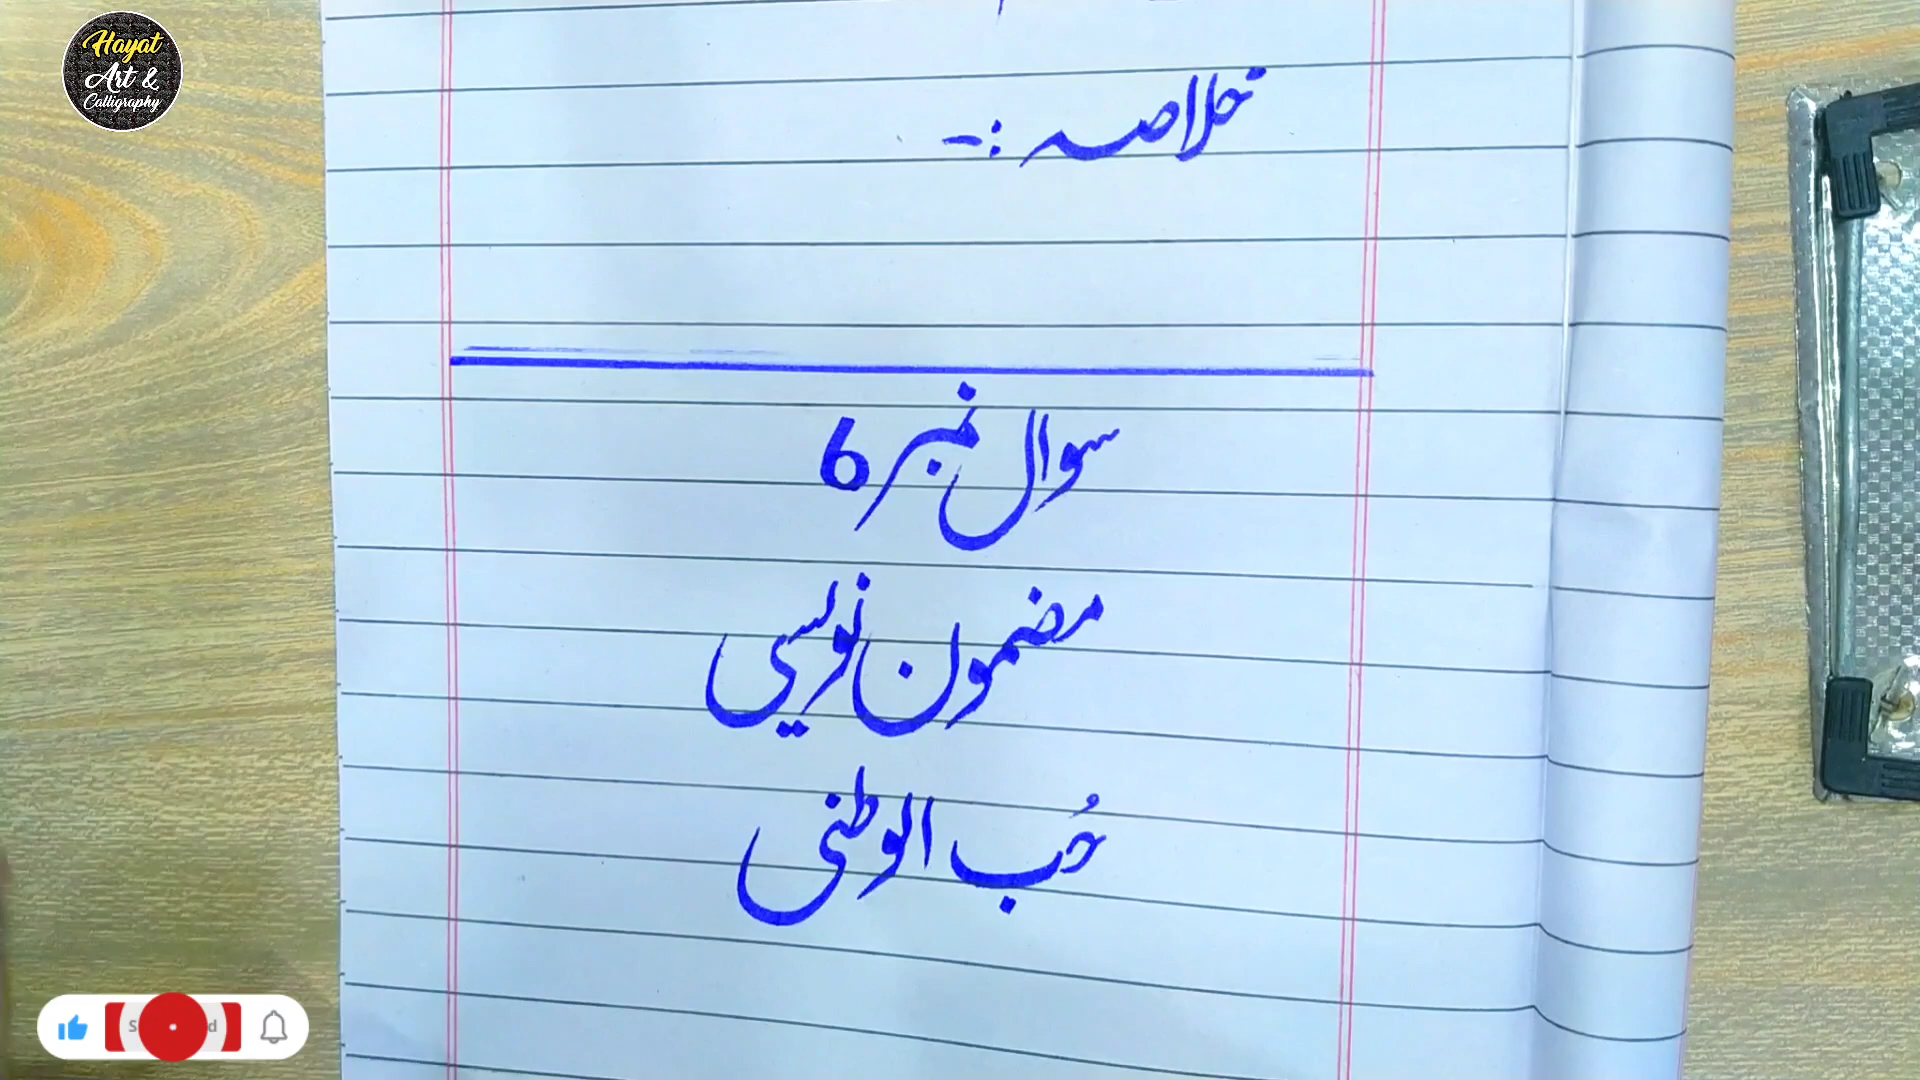 Hayat
Art &
Calligraphy
خلاصہ :-
سوال نمبر 6
مضمون نویسی
حُب الوطنی